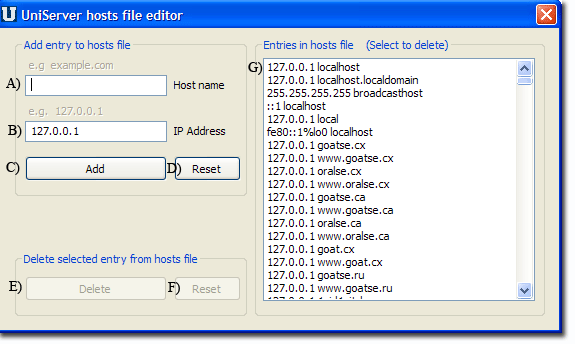 U UniServer hosts file editor
Add entry to hosts file
e.g example.com
A) Host name
e.g. 127.0.0.1
B) 127.0.0.1 IP Address
C) Add D) Reset
Delete selected entry from hosts file
E) Delete F) Reset
Entries in hosts file (Select to delete)
G) 127.0.0.1 localhost
127.0.0.1 localhost.localdomain
255.255.255.255 broadcasthost
::1 localhost
127.0.0.1 local
fe80::1%lo0 localhost
127.0.0.1 goatse.cx
127.0.0.1 www.goatse.cx
127.0.0.1 oralse.cx
127.0.0.1 www.oralse.cx
127.0.0.1 goatse.ca
127.0.0.1 www.goatse.ca
127.0.0.1 oralse.ca
127.0.0.1 www.oralse.ca
127.0.0.1 goat.cx
127.0.0.1 www.goat.cx
127.0.0.1 goatse.ru
127.0.0.1 www.goatse.ru
127.0.0.1